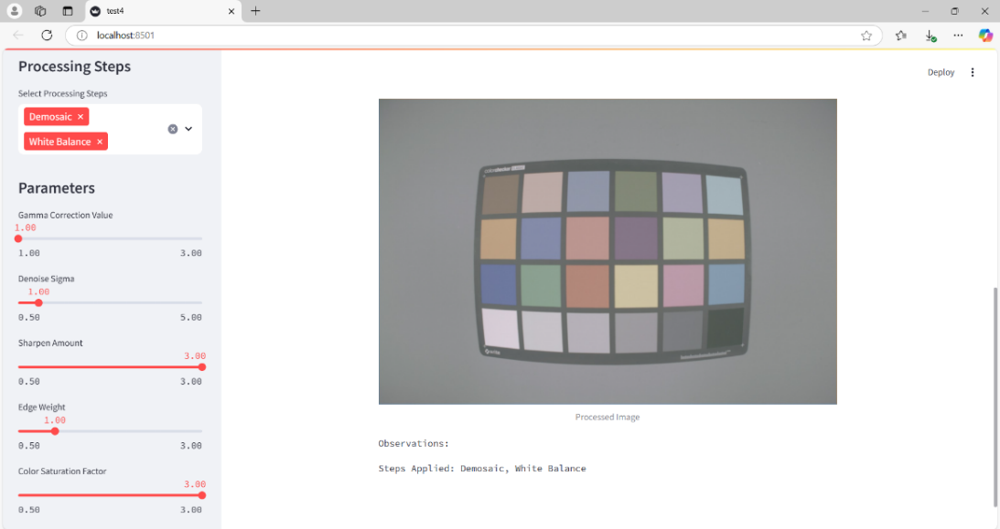 test4
localhost:8501
Processing Steps
Select Processing Steps
Demosaic
White Balance
Parameters
Gamma Correction Value
1.00
1.00 3.00
Denoise Sigma
1.00
0.50 5.00
Sharpen Amount
3.00
0.50 3.00
Edge Weight
1.00
0.50 3.00
Color Saturation Factor
3.00
0.50 3.00
Deploy
Processed Image
Observations:
Steps Applied: Demosaic, White Balance